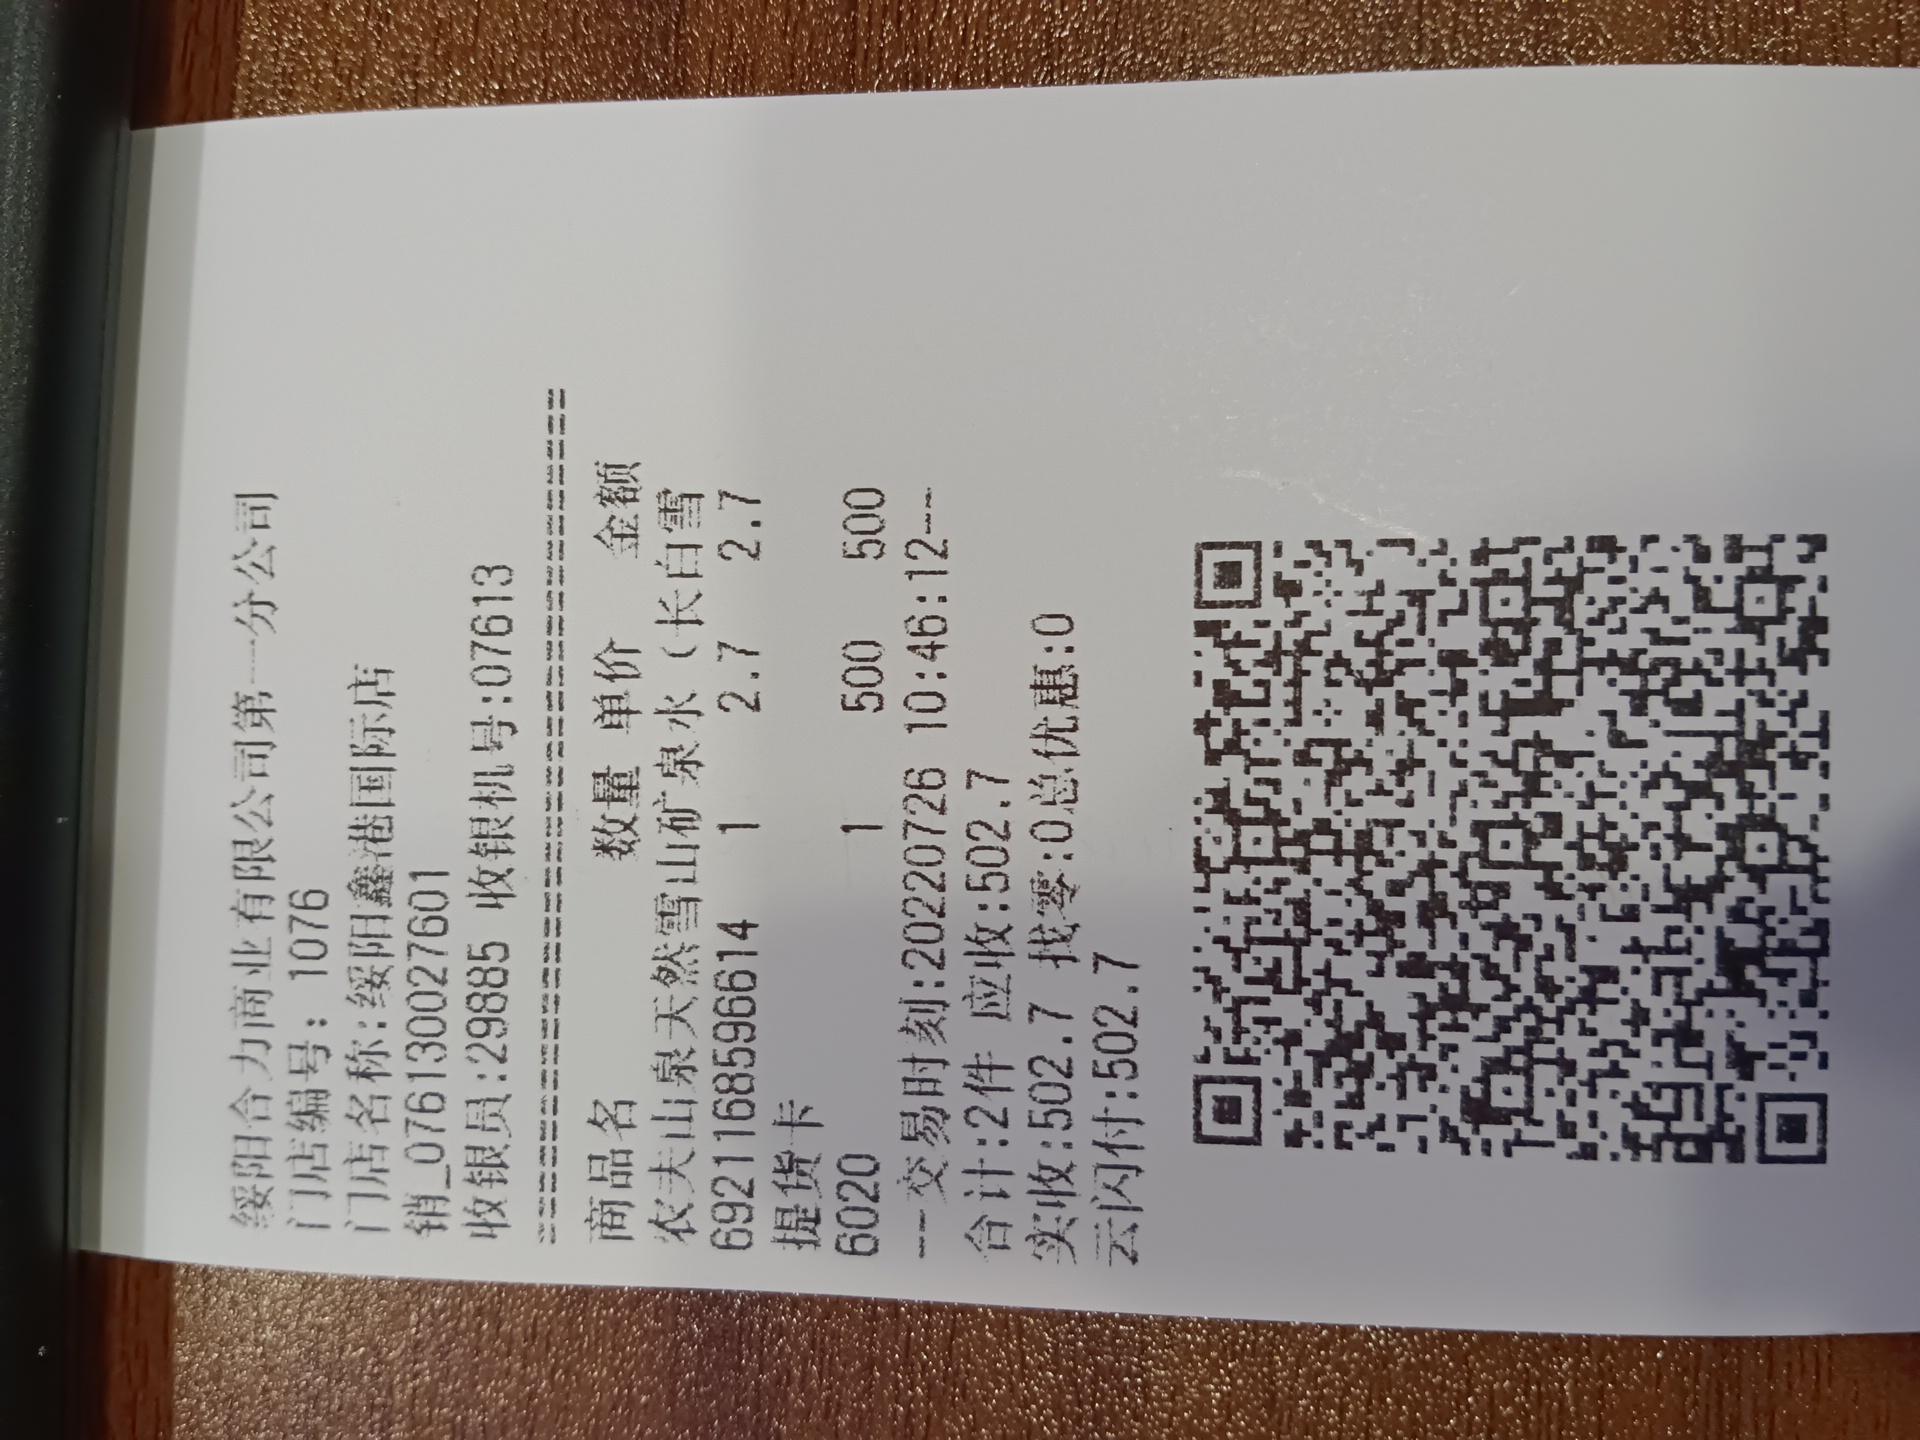 绥阳合力商业有限公司第一分公司
门店编号: 1076
门店名称:绥阳鑫港国际店
销_076130027601
收银员:29885 收银机号:07613
========================================
商品名 数量 单价 金额
农夫山泉天然雪山矿泉水（长白雪
6921168596614 1 2.7 2.7
提货卡
6020 1 500 500
--交易时刻:20220726 10:46:12--
合计:2件 应收:502.7
实收:502.7 找零:0总优惠:0
云闪付:502.7